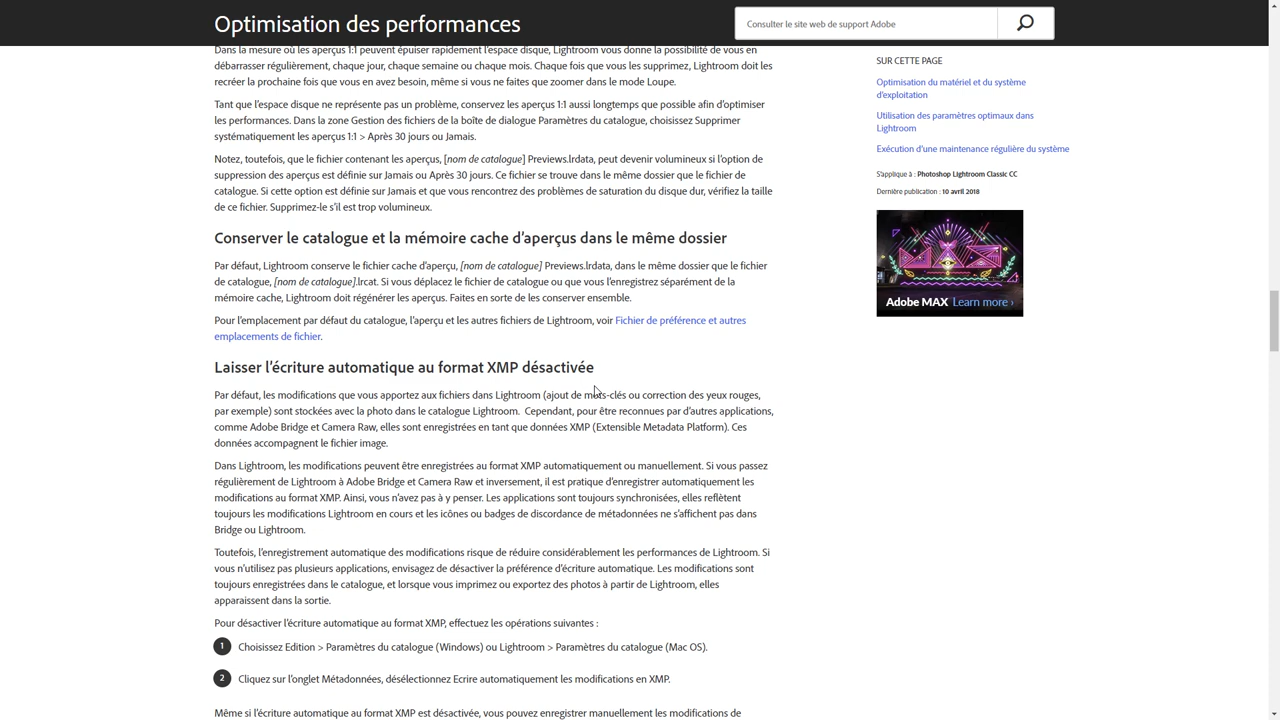 Optimisation des performances
Consulter le site web de support Adobe
Dans la mesure où les aperçus 1:1 peuvent épuiser rapidement l'espace disque, Lightroom vous donne la possibilité de vous en
débarrasser régulièrement, chaque jour, chaque semaine ou chaque mois. Chaque fois que vous les supprimez, Lightroom doit les
recréer la prochaine fois que vous en avez besoin, même si vous ne faites que zoomer dans le mode Loupe.
Tant que l'espace disque ne représente pas un problème, conservez les aperçus 1:1 aussi longtemps que possible afin d'optimiser
les performances. Dans la zone Gestion des fichiers de la boîte de dialogue Paramètres du catalogue, choisissez Supprimer
systématiquement les aperçus 1:1 > Après 30 jours ou Jamais.
Notez, toutefois, que le fichier contenant les aperçus, [nom de catalogue] Previews.lrdata, peut devenir volumineux si l'option de
suppression des aperçus est définie sur Jamais ou Après 30 jours. Ce fichier se trouve dans le même dossier que le fichier de
catalogue. Si cette option est définie sur Jamais et que vous rencontrez des problèmes de saturation du disque dur, vérifiez la taille
de ce fichier. Supprimez-le s'il est trop volumineux.
Conserver le catalogue et la mémoire cache d'aperçus dans le même dossier
Par défaut, Lightroom conserve le fichier cache d'aperçu, [nom de catalogue] Previews.lrdata, dans le même dossier que le fichier
de catalogue, [nom de catalogue].lrcat. Si vous déplacez le fichier de catalogue ou que vous l'enregistrez séparément de la
mémoire cache, Lightroom doit régénérer les aperçus. Faites en sorte de les conserver ensemble.
Pour l'emplacement par défaut du catalogue, l'aperçu et les autres fichiers de Lightroom, voir Fichier de préférence et autres
emplacements de fichier.
Laisser l'écriture automatique au format XMP désactivée
Par défaut, les modifications que vous apportez aux fichiers dans Lightroom (ajout de mots-clés ou correction des yeux rouges,
par exemple) sont stockées avec la photo dans le catalogue Lightroom. Cependant, pour être reconnues par d'autres applications,
comme Adobe Bridge et Camera Raw, elles sont enregistrées en tant que données XMP (Extensible Metadata Platform). Ces
données accompagnent le fichier image.
Dans Lightroom, les modifications peuvent être enregistrées au format XMP automatiquement ou manuellement. Si vous passez
régulièrement de Lightroom à Adobe Bridge et Camera Raw et inversement, il est pratique d'enregistrer automatiquement les
modifications au format XMP. Ainsi, vous n'avez pas à y penser. Les applications sont toujours synchronisées, elles reflètent
toujours les modifications Lightroom en cours et les icônes ou badges de discordance de métadonnées ne s'affichent pas dans
Bridge ou Lightroom.
Toutefois, l'enregistrement automatique des modifications risque de réduire considérablement les performances de Lightroom. Si
vous n'utilisez pas plusieurs applications, envisagez de désactiver la préférence d'écriture automatique. Les modifications sont
toujours enregistrées dans le catalogue, et lorsque vous imprimez ou exportez des photos à partir de Lightroom, elles
apparaissent dans la sortie.
Pour désactiver l'écriture automatique au format XMP, effectuez les opérations suivantes :
1 Choisissez Edition > Paramètres du catalogue (Windows) ou Lightroom > Paramètres du catalogue (Mac OS).
2 Cliquez sur l'onglet Métadonnées, désélectionnez Ecrire automatiquement les modifications en XMP.
Même si l'écriture automatique au format XMP est désactivée, vous pouvez enregistrer manuellement les modifications de
SUR CETTE PAGE
Optimisation du matériel et du système
d'exploitation
Utilisation des paramètres optimaux dans
Lightroom
Exécution d'une maintenance régulière du système
S'applique à : Photoshop Lightroom Classic CC
Dernière publication : 10 avril 2018
Adobe MAX Learn more ›